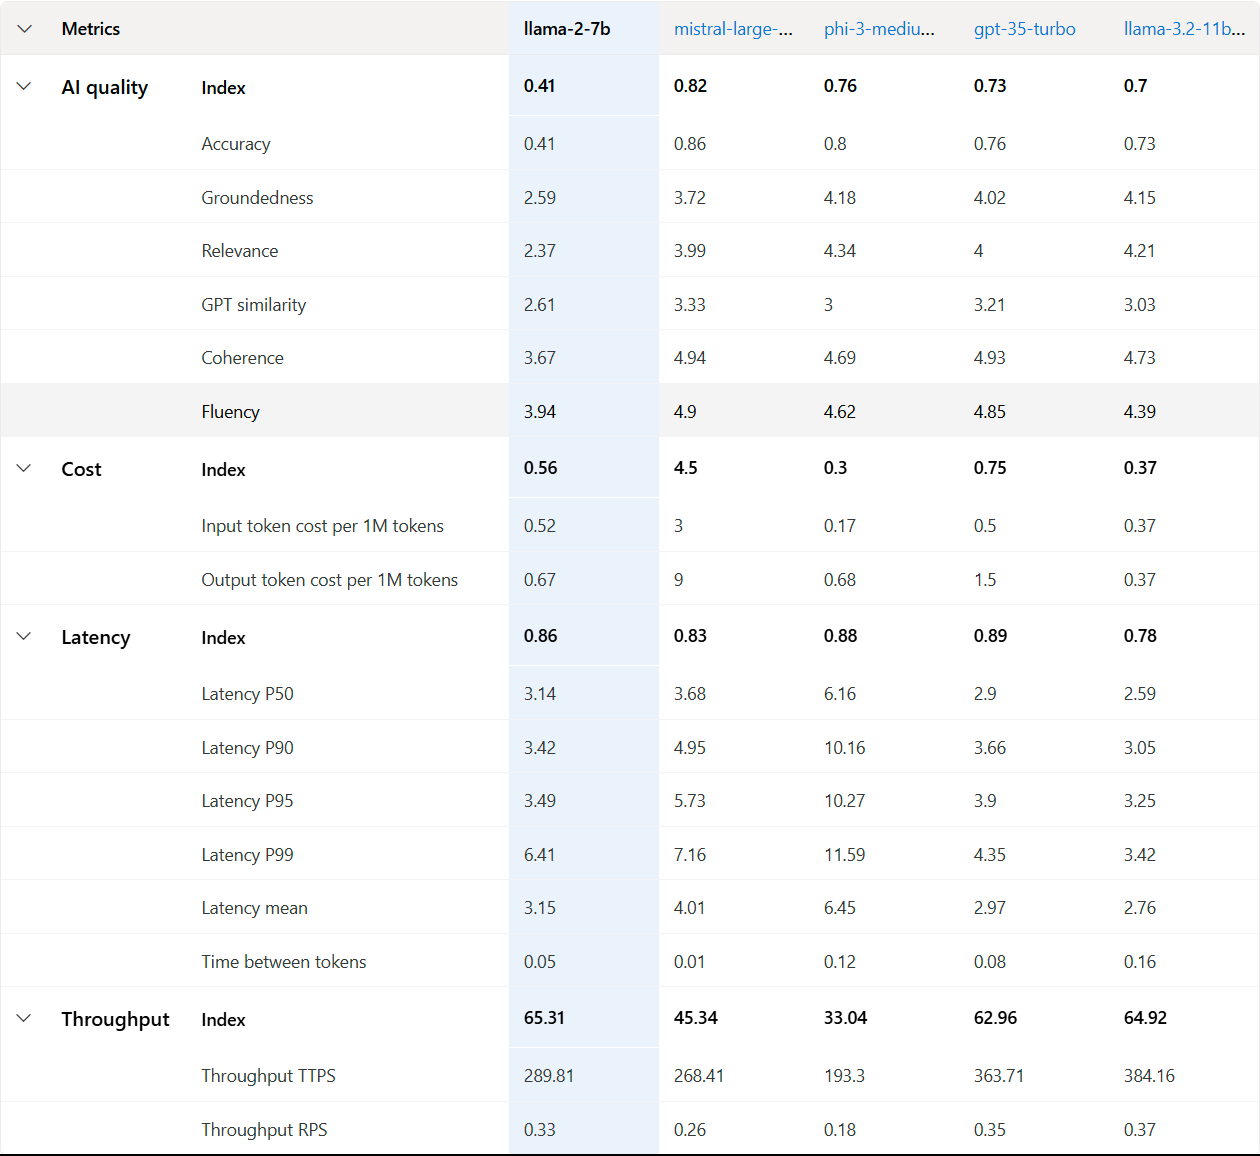 Metrics llama-2-7b mistral-large-... phi-3-mediu... gpt-35-turbo llama-3.2-11b...
AI quality Index 0.41 0.82 0.76 0.73 0.7
Accuracy 0.41 0.86 0.8 0.76 0.73
Groundedness 2.59 3.72 4.18 4.02 4.15
Relevance 2.37 3.99 4.34 4 4.21
GPT similarity 2.61 3.33 3 3.21 3.03
Coherence 3.67 4.94 4.69 4.93 4.73
Fluency 3.94 4.9 4.62 4.85 4.39
Cost Index 0.56 4.5 0.3 0.75 0.37
Input token cost per 1M tokens 0.52 3 0.17 0.5 0.37
Output token cost per 1M tokens 0.67 9 0.68 1.5 0.37
Latency Index 0.86 0.83 0.88 0.89 0.78
Latency P50 3.14 3.68 6.16 2.9 2.59
Latency P90 3.42 4.95 10.16 3.66 3.05
Latency P95 3.49 5.73 10.27 3.9 3.25
Latency P99 6.41 7.16 11.59 4.35 3.42
Latency mean 3.15 4.01 6.45 2.97 2.76
Time between tokens 0.05 0.01 0.12 0.08 0.16
Throughput Index 65.31 45.34 33.04 62.96 64.92
Throughput TTPS 289.81 268.41 193.3 363.71 384.16
Throughput RPS 0.33 0.26 0.18 0.35 0.37